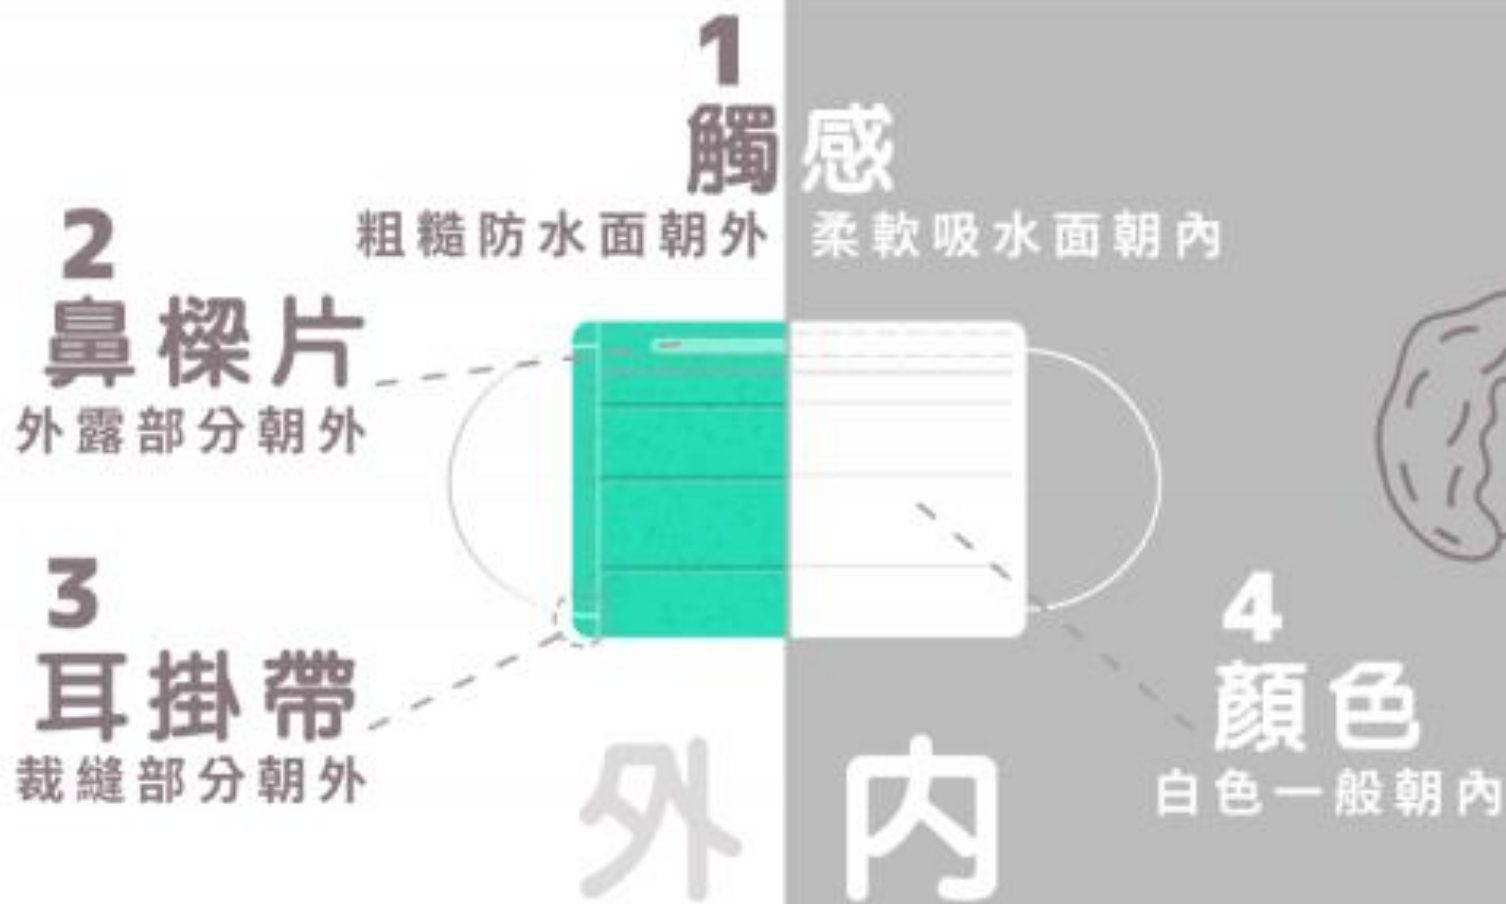 1
觸感
粗糙防水面朝外 柔軟吸水面朝內
2
鼻樑片
外露部分朝外
3
耳掛帶
裁縫部分朝外
4
顏色
白色一般朝內
外 內